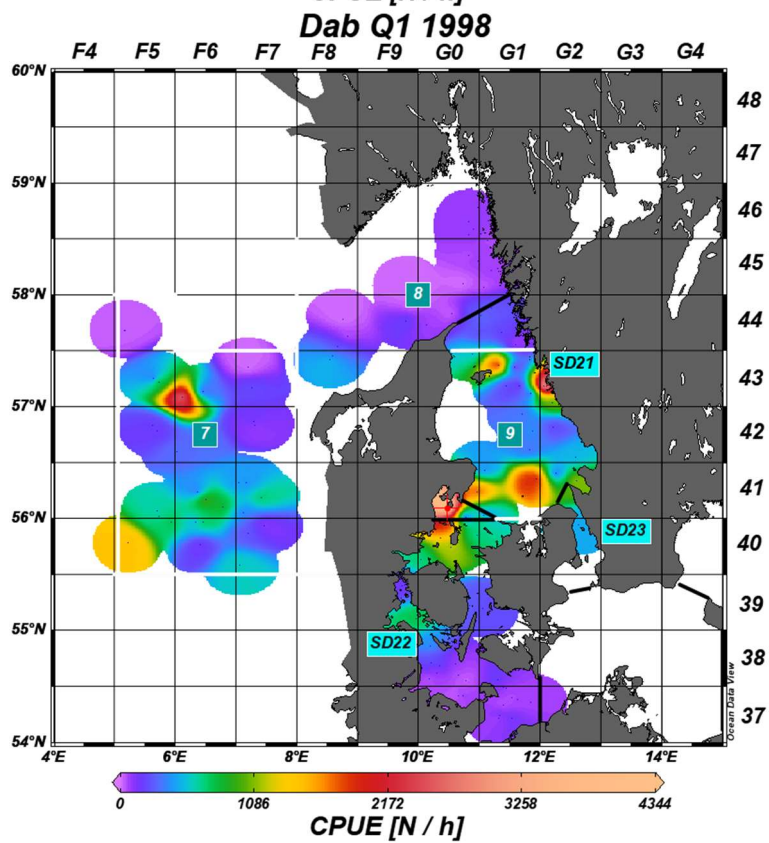 Dab Q1 1998
F4 F5 F6 F7 F8 F9 G0 G1 G2 G3 G4
60°N
48
47
59°N
46
45
58°N
8
44
SD21
43
57°N
7
9
42
41
56°N
SD23
40
39
55°N
SD22
38
37
54°N
Ocean Data View
4°E 6°E 8°E 10°E 12°E 14°E
0 1086 2172 3258 4344
CPUE [N / h]